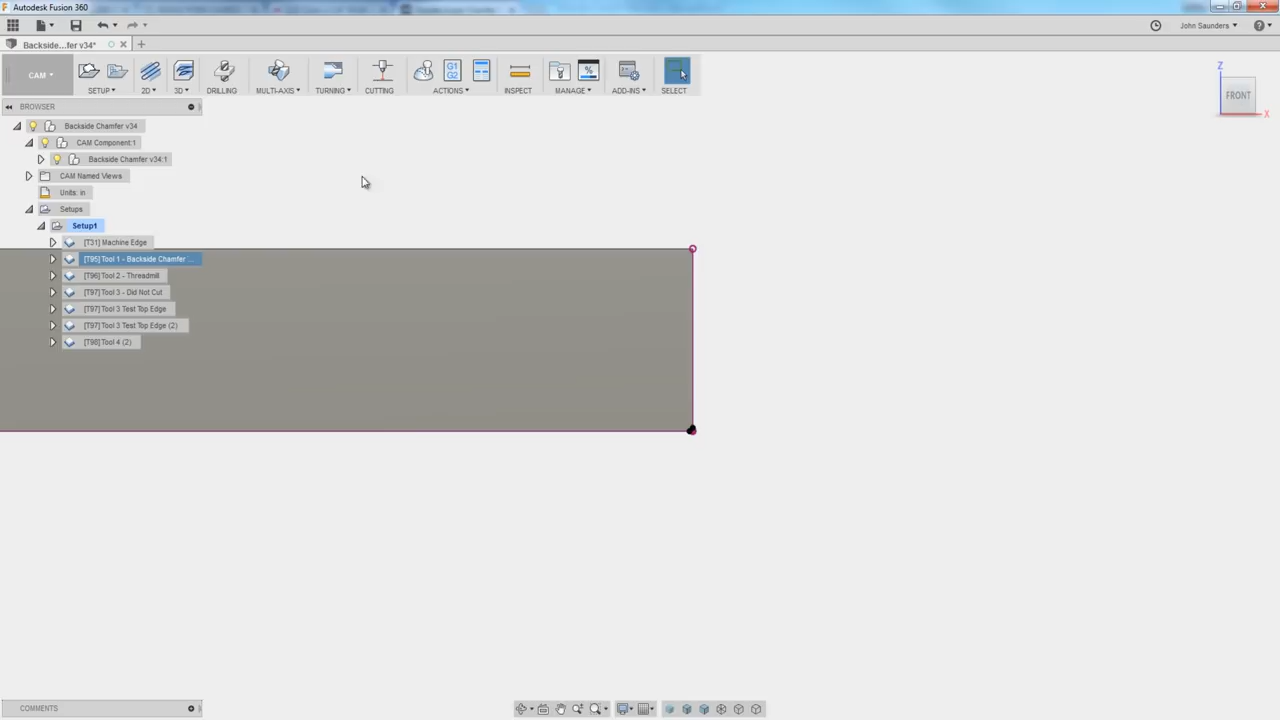 Autodesk Fusion 360
John Saunders
Backside...fer v34*
CAM
SETUP
2D
3D
DRILLING
MULTI-AXIS
TURNING
CUTTING
ACTIONS
INSPECT
MANAGE
ADD-INS
SELECT
G1
G2
%
Z
FRONT
X
BROWSER
Backside Chamfer v34
CAM Component:1
Backside Chamfer v34:1
CAM Named Views
Units: in
Setups
Setup1
[T31] Machine Edge
[T95] Tool 1 - Backside Chamfer ...
[T96] Tool 2 - Threadmill
[T97] Tool 3 - Did Not Cut
[T97] Tool 3 Test Top Edge
[T97] Tool 3 Test Top Edge (2)
[T98] Tool 4 (2)
COMMENTS